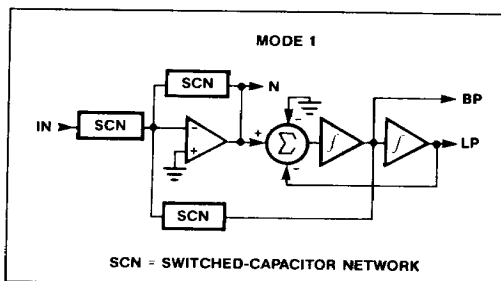 MODE 1
SCN
N
BP
IN
SCN
−
+
+
−
Σ
−
∫
∫
LP
SCN
SCN = SWITCHED-CAPACITOR NETWORK